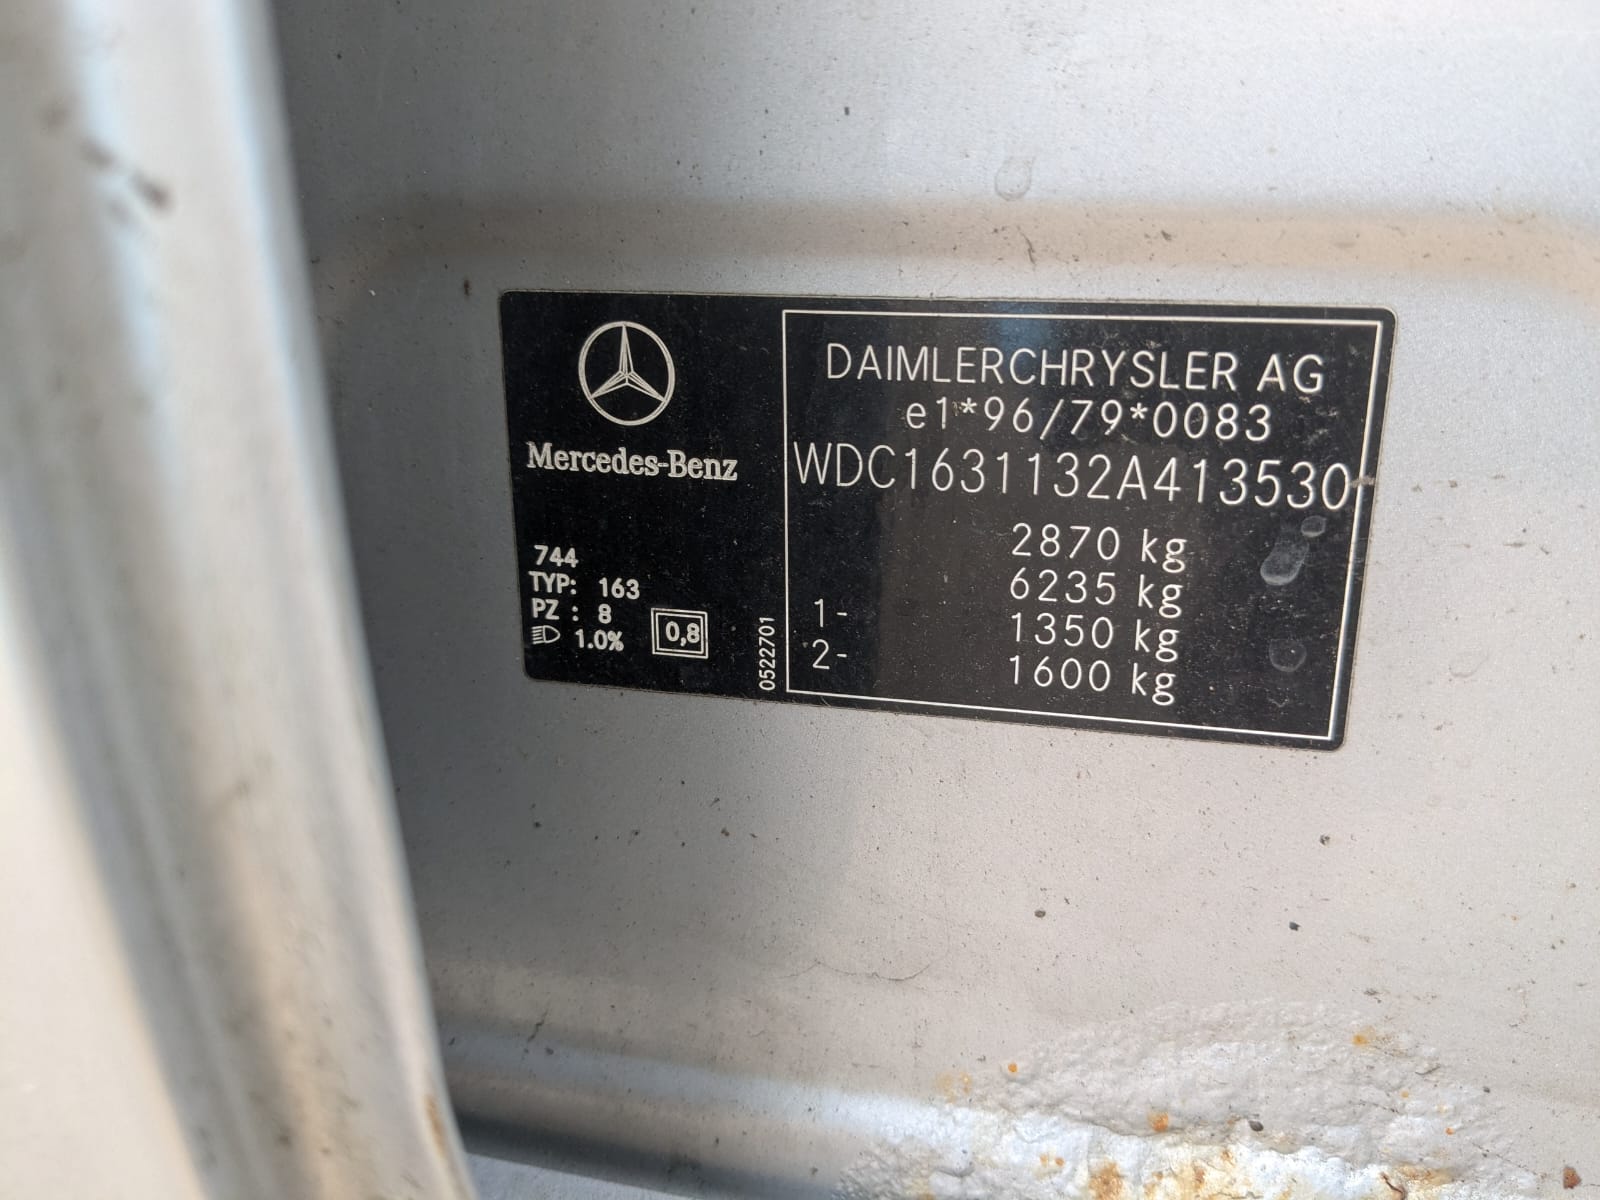 Mercedes-Benz
744
TYP: 163
PZ : 8
1.0%
0,8
0522701
DAIMLERCHRYSLER AG
e1*96/79*0083
WDC1631132A413530
2870 kg
6235 kg
1- 1350 kg
2- 1600 kg